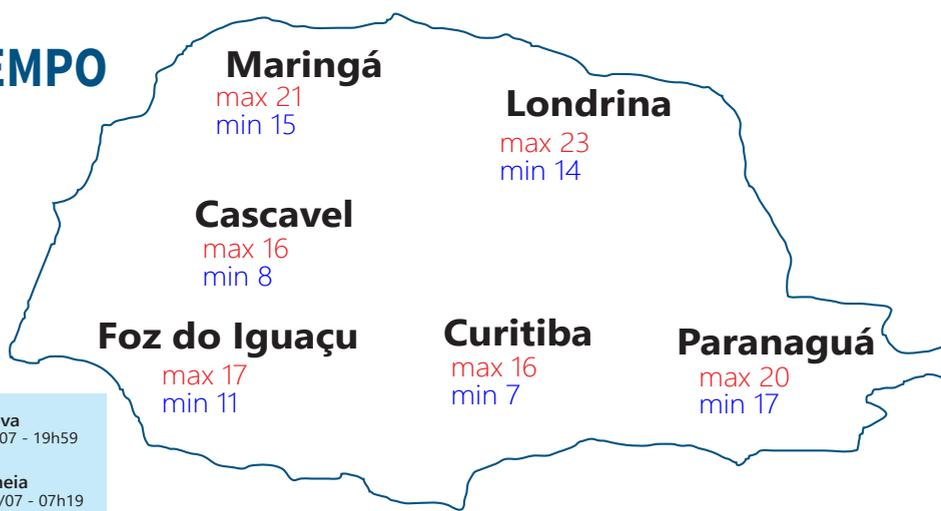 EMPO
Maringá
max 21
min 15
Londrina
max 23
min 14
Cascavel
max 16
min 8
Foz do Iguaçu
max 17
min 11
Curitiba
max 16
min 7
Paranaguá
max 20
min 17
va
07 - 19h59
eia
/07 - 07h19